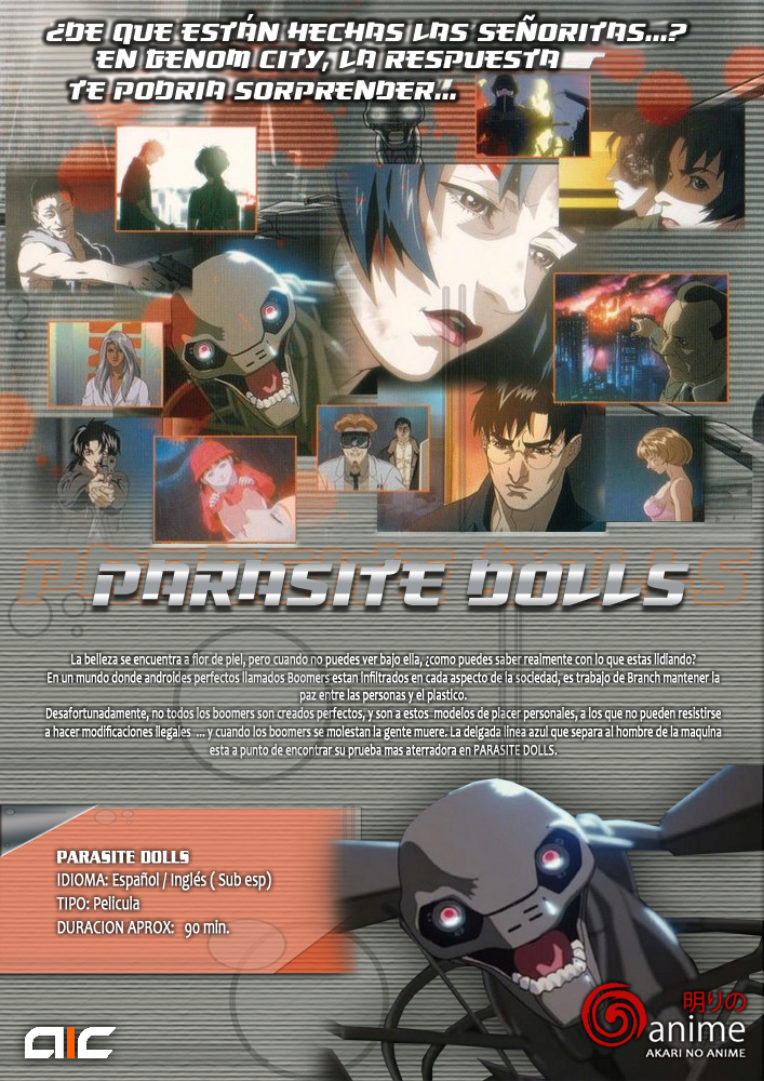 ¿DE QUE ESTÁN HECHAS LAS SEÑORITAS...?
EN GENOM CITY, LA RESPUESTA
TE PODRIA SORPRENDER...
PARASITE DOLLS
PARASITE DOLLS
La belleza se encuentra a flor de piel, pero cuando no puedes ver bajo ella, ¿como puedes saber realmente con lo que estas lidiando?
En un mundo donde androides perfectos llamados Boomers estan infiltrados en cada aspecto de la sociedad, es trabajo de Branch mantener la
paz entre las personas y el plastico.
Desafortunadamente, no todos los boomers son creados perfectos, y son a estos modelos de placer personales, a los que no pueden resistirse
a hacer modificaciones ilegales ... y cuando los boomers se molestan la gente muere. La delgada linea azul que separa al hombre de la maquina
esta a punto de encontrar su prueba mas aterradora en PARASITE DOLLS.
PARASITE DOLLS
IDIOMA: Español / Inglés ( Sub esp)
TIPO: Pelicula
DURACION APROX: 90 min.
AIC
明りの
anime
AKARI NO ANIME